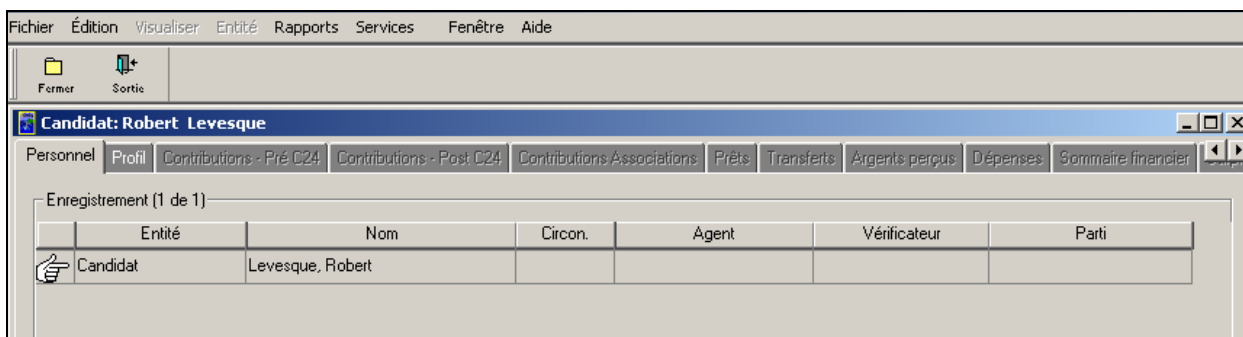 Fichier Édition Visualiser Entité Rapports Services Fenêtre Aide
Fermer Sortie
Candidat: Robert Levesque
Personnel Profil Contributions - Pré C24 Contributions - Post C24 Contributions Associations Prêts Transferts Argents perçus Dépenses Sommaire financier
Enregistrement (1 de 1)
Entité Nom Circon. Agent Vérificateur Parti
Candidat Levesque, Robert